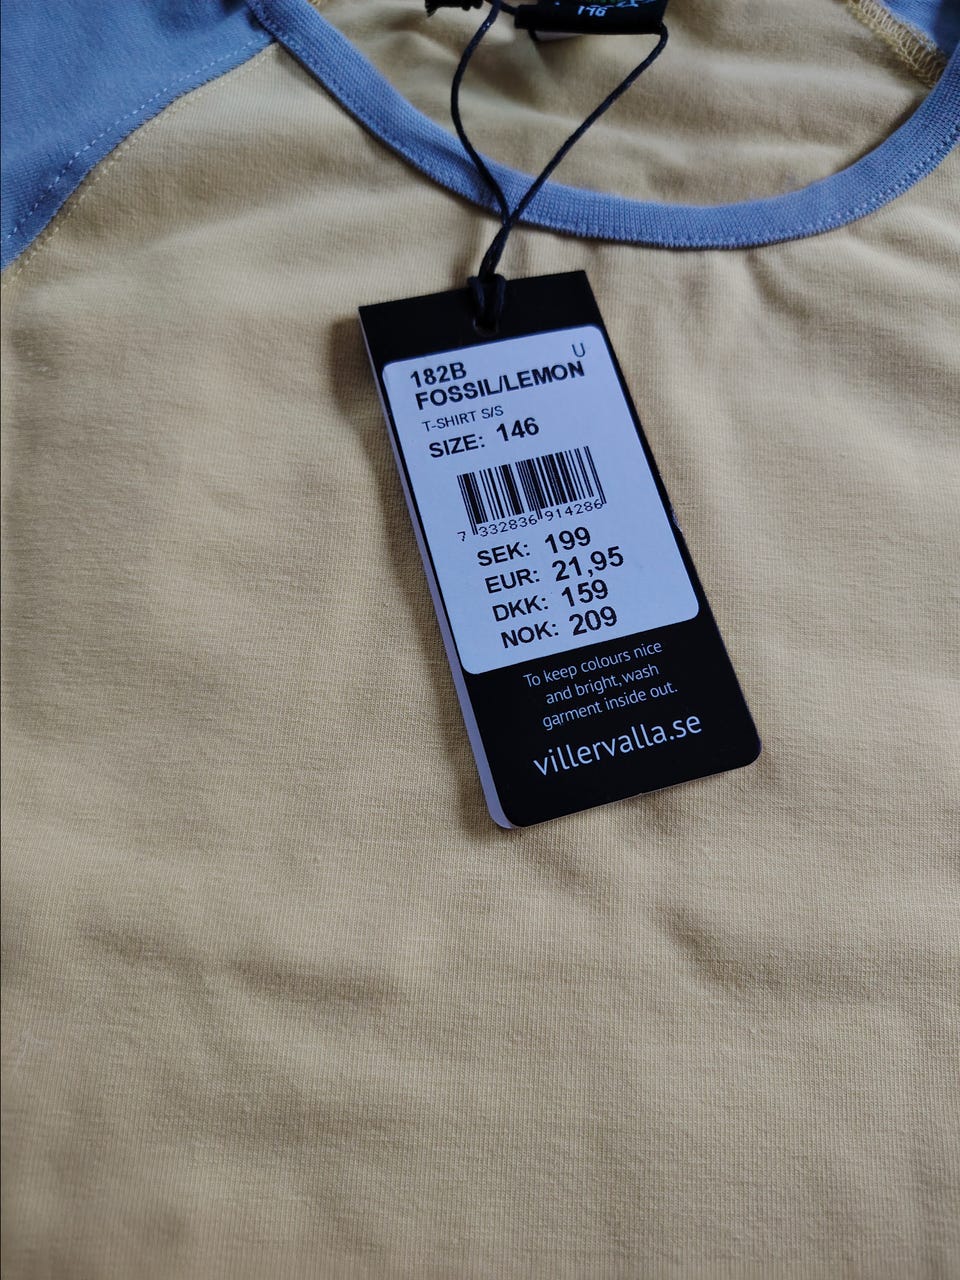 146
182B
U
FOSSIL/LEMON
T-SHIRT S/S
SIZE: 146
7 332836 914286
SEK: 199
EUR: 21,95
DKK: 159
NOK: 209
To keep colours nice
and bright, wash
garment inside out.
villervalla.se